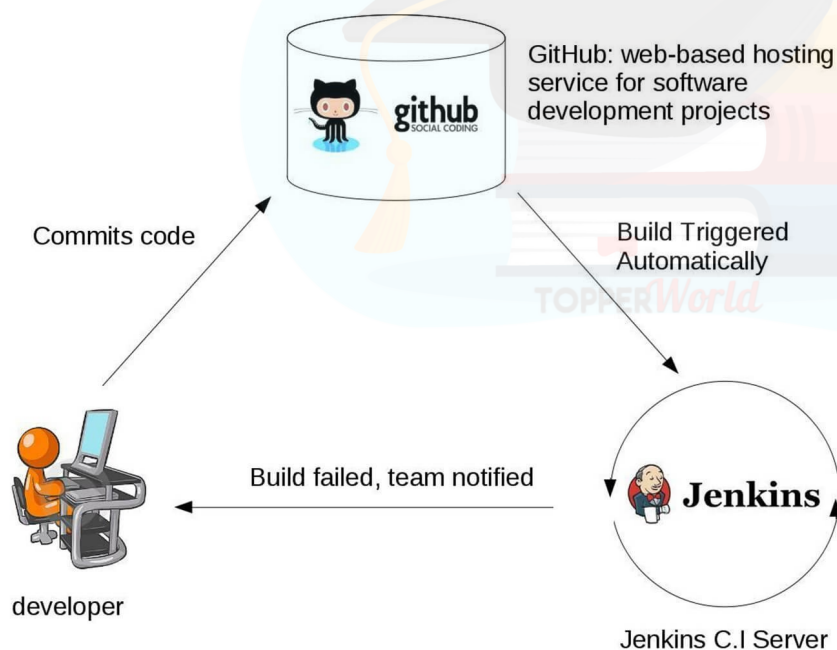 GitHub: web-based hosting
service for software
development projects
github
SOCIAL CODING
Commits code
Build Triggered
Automatically
TOPPERWorld
Build failed, team notified
Jenkins
developer
Jenkins C.I Server